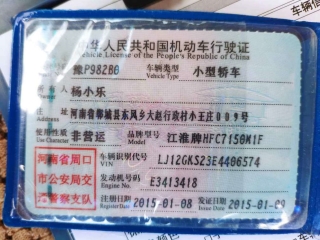 中华人民共和国机动车行驶证
Vehicle License of the People's Republic of China
豫P982B0 车辆类型 Vehicle Type 小型轿车
杨小乐
河南省郸城县东风乡大赵行政村小王庄009号
使用性质 Use Character 非营运 品牌型号 Model 江淮牌HFC7150M1F
河南省周口 车辆识别代号 VIN LJ12GKS23E4406574
市公安局交 发动机号码 Engine No. E3413418
警察支队 注册日期 Register Date 2015-01-08 发证日期 Issue Date 2015-01-09